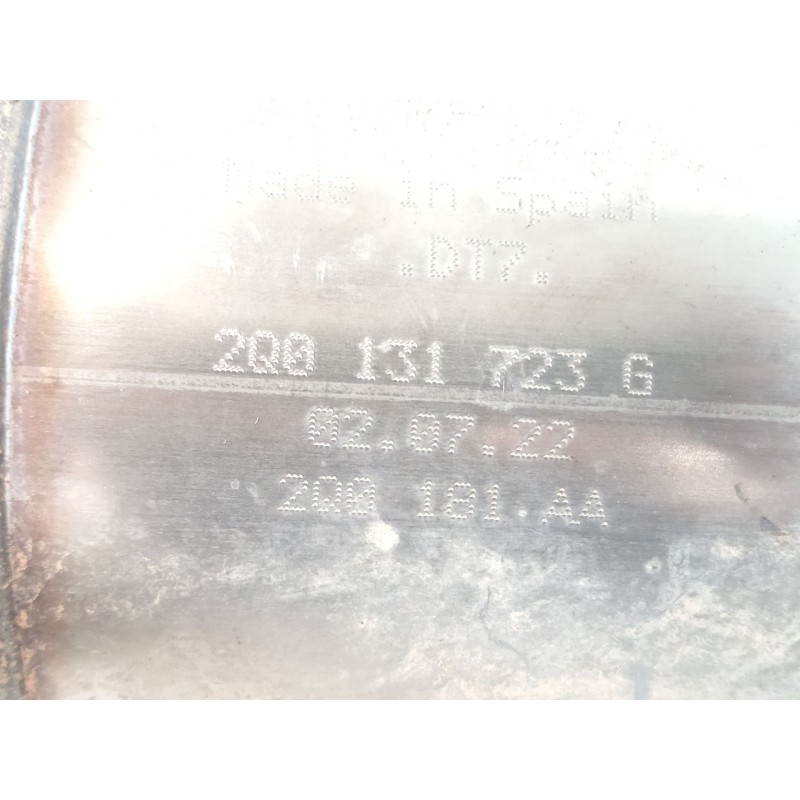 Made in Spain
.DT7.
2Q0 131 723 G
02.07.22
2Q0 181.AA